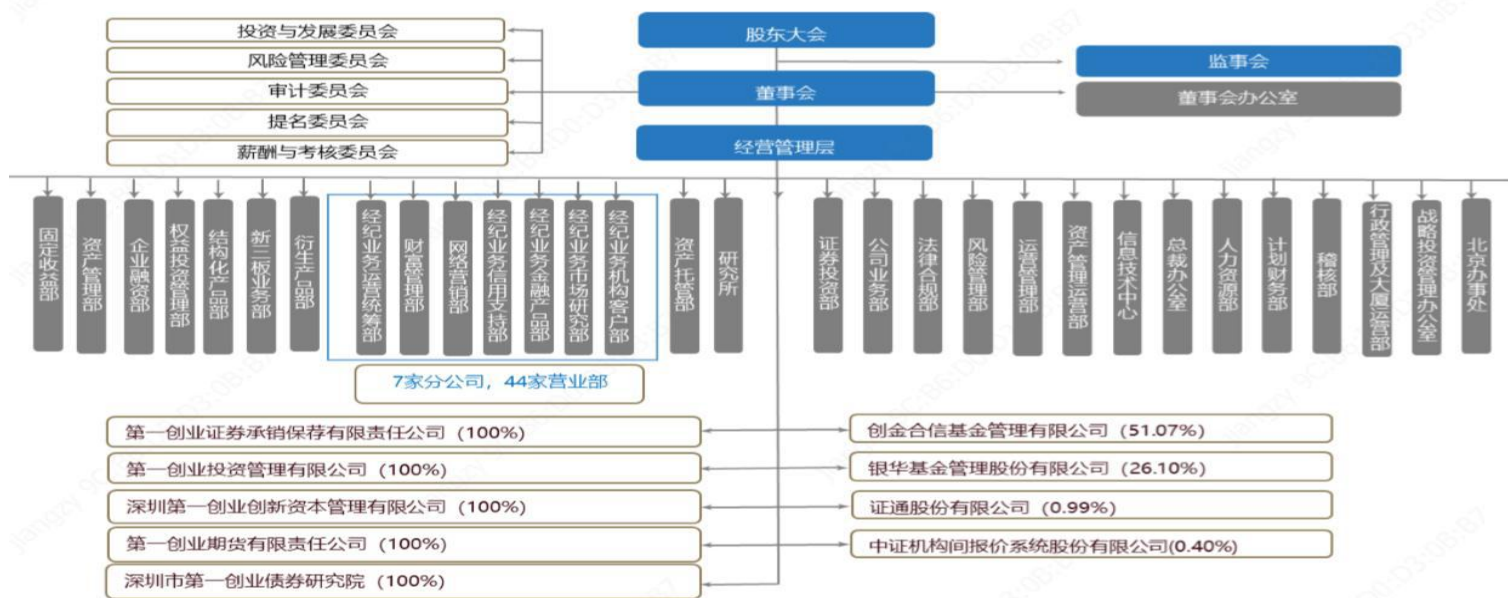 投资与发展委员会
风险管理委员会
审计委员会
提名委员会
薪酬与考核委员会
股东大会
董事会
经营管理层
监事会
董事会办公室
固定收益部
资产管理部
企业融资部
权益投资管理部
结构化产品部
新三板业务部
衍生产品部
经纪业务运营统筹部
财富管理部
网络营销部
经纪业务信用支持部
经纪业务金融产品部
经纪业务市场研究部
经纪业务机构客户部
资产托管部
研究所
证券投资部
公司业务部
法律合规部
风险管理部
运营管理部
资产管理运营部
信息技术中心
总裁办公室
人力资源部
计划财务部
稽核部
行政管理及大厦运营部
战略投资管理办公室
北京办事处
7家分公司，44家营业部
第一创业证券承销保荐有限责任公司 (100%)
第一创业投资管理有限公司 (100%)
深圳第一创业创新资本管理有限公司 (100%)
第一创业期货有限责任公司 (100%)
深圳市第一创业债券研究院 (100%)
创金合信基金管理有限公司 (51.07%)
银华基金管理股份有限公司 (26.10%)
证通股份有限公司 (0.99%)
中证机构间报价系统股份有限公司(0.40%)